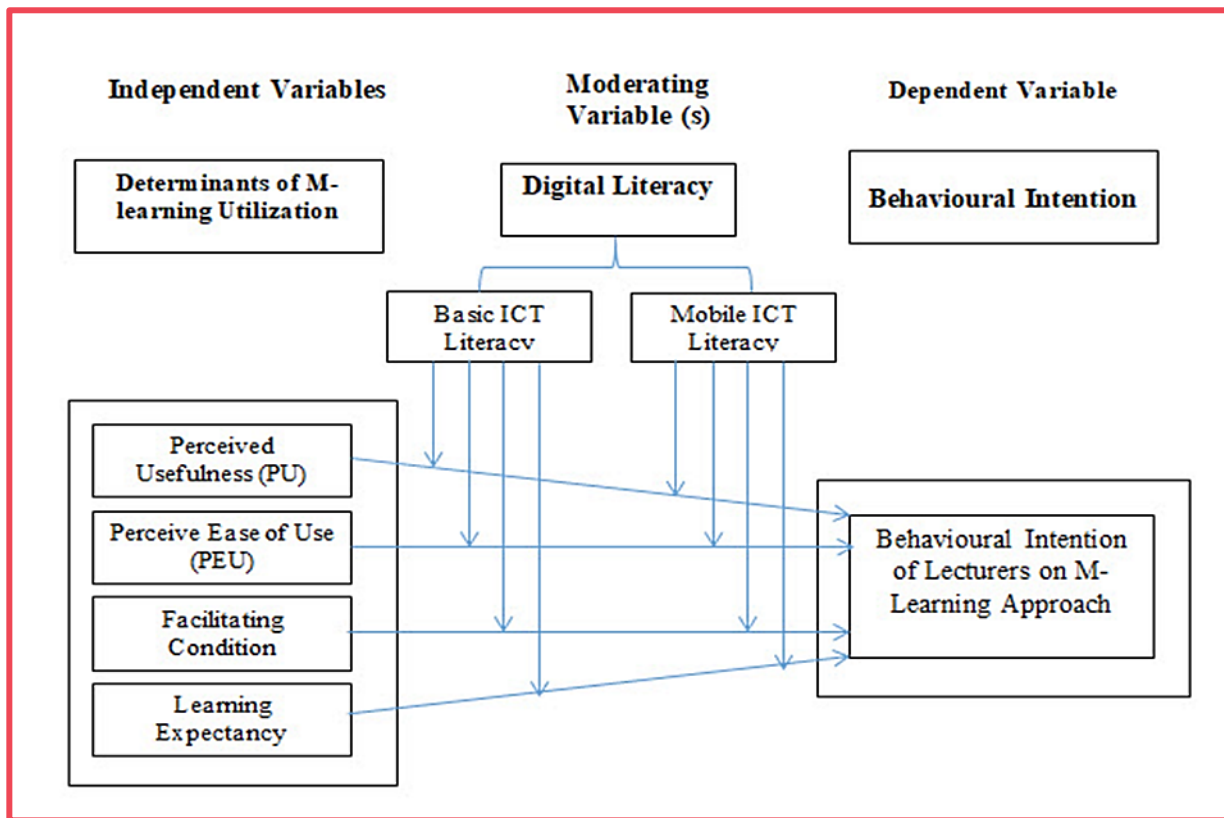 Independent Variables
Moderating
Variable (s)
Dependent Variable
Determinants of M-
learning Utilization
Digital Literacy
Behavioural Intention
Basic ICT
Literacy
Mobile ICT
Literacy
Perceived
Usefulness (PU)
Perceive Ease of Use
(PEU)
Facilitating
Condition
Learning
Expectancy
Behavioural Intention
of Lecturers on M-
Learning Approach